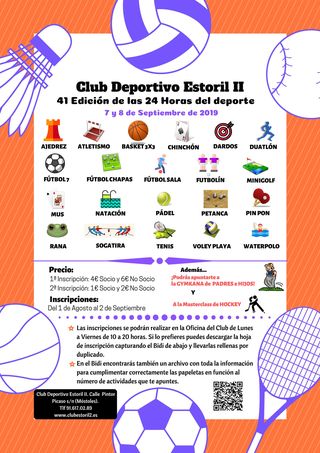 Club Deportivo Estoril II
41 Edición de las 24 Horas del deporte
7 y 8 de Septiembre de 2019
AJEDREZ ATLETISMO BASKET 3X3 CHINCHÓN DARDOS DUATLÓN
FÚTBOL 7 FÚTBOL CHAPAS FÚTBOL SALA FUTBOLÍN MINIGOLF
MUS NATACIÓN PÁDEL PETANCA PIN PON
RANA SOGATIRA TENIS VOLEY PLAYA WATERPOLO
Precio:
1ª Inscripción: 4€ Socio y 6€ No Socio
2ª Inscripción: 1€ Socio y 2€ No Socio
Inscripciones:
Del 1 de Agosto al 2 de Septiembre
Además...
¡Podrás apuntarte a
la GYMKANA de PADRES e HIJOS!
Y
A la Masterclass de HOCKEY
Las inscripciones se podrán realizar en la Oficina del Club de Lunes
a Viernes de 10 a 20 horas. Si lo prefieres puedes descargar la hoja
de inscripción capturando el Bidi de abajo y llevarlas rellenas por
duplicado.
En el Bidi encontrarás también un archivo con toda la información
para cumplimentar correctamente las papeletas en función al
número de actividades que te apuntes.
Club Deportivo Estoril II. Calle Pintor
Picaso s/n (Móstoles).
Tlf 91.617.02.89
www.clubestoril2.es